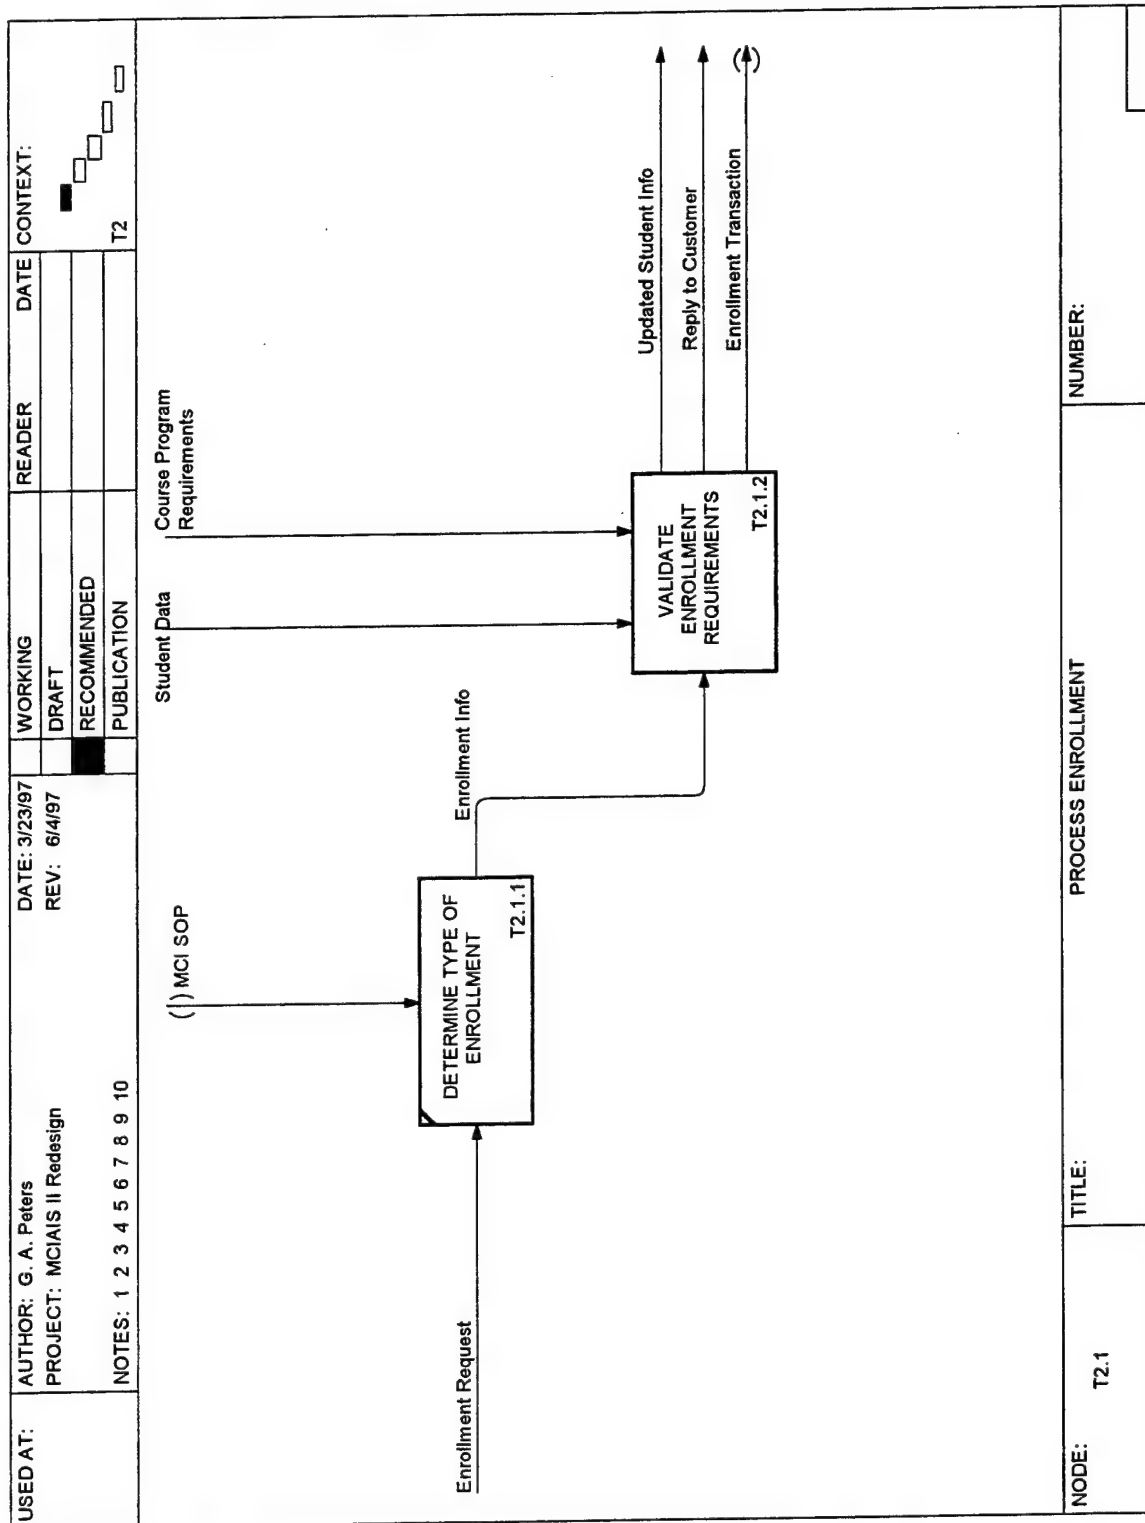 USED AT:
AUTHOR: G. A. Peters
PROJECT: MCIAIS II Redesign
NOTES: 1 2 3 4 5 6 7 8 9 10
DATE: 3/23/97
REV: 6/4/97
WORKING
DRAFT
RECOMMENDED
PUBLICATION
READER
DATE
CONTEXT:
T2
( ) MCI SOP
Student Data
Course Program
Requirements
Enrollment Request
DETERMINE TYPE OF
ENROLLMENT
T2.1.1
Enrollment Info
VALIDATE
ENROLLMENT
REQUIREMENTS
T2.1.2
Updated Student Info
Reply to Customer
Enrollment Transaction
( )
NODE:
T2.1
TITLE:
PROCESS ENROLLMENT
NUMBER: